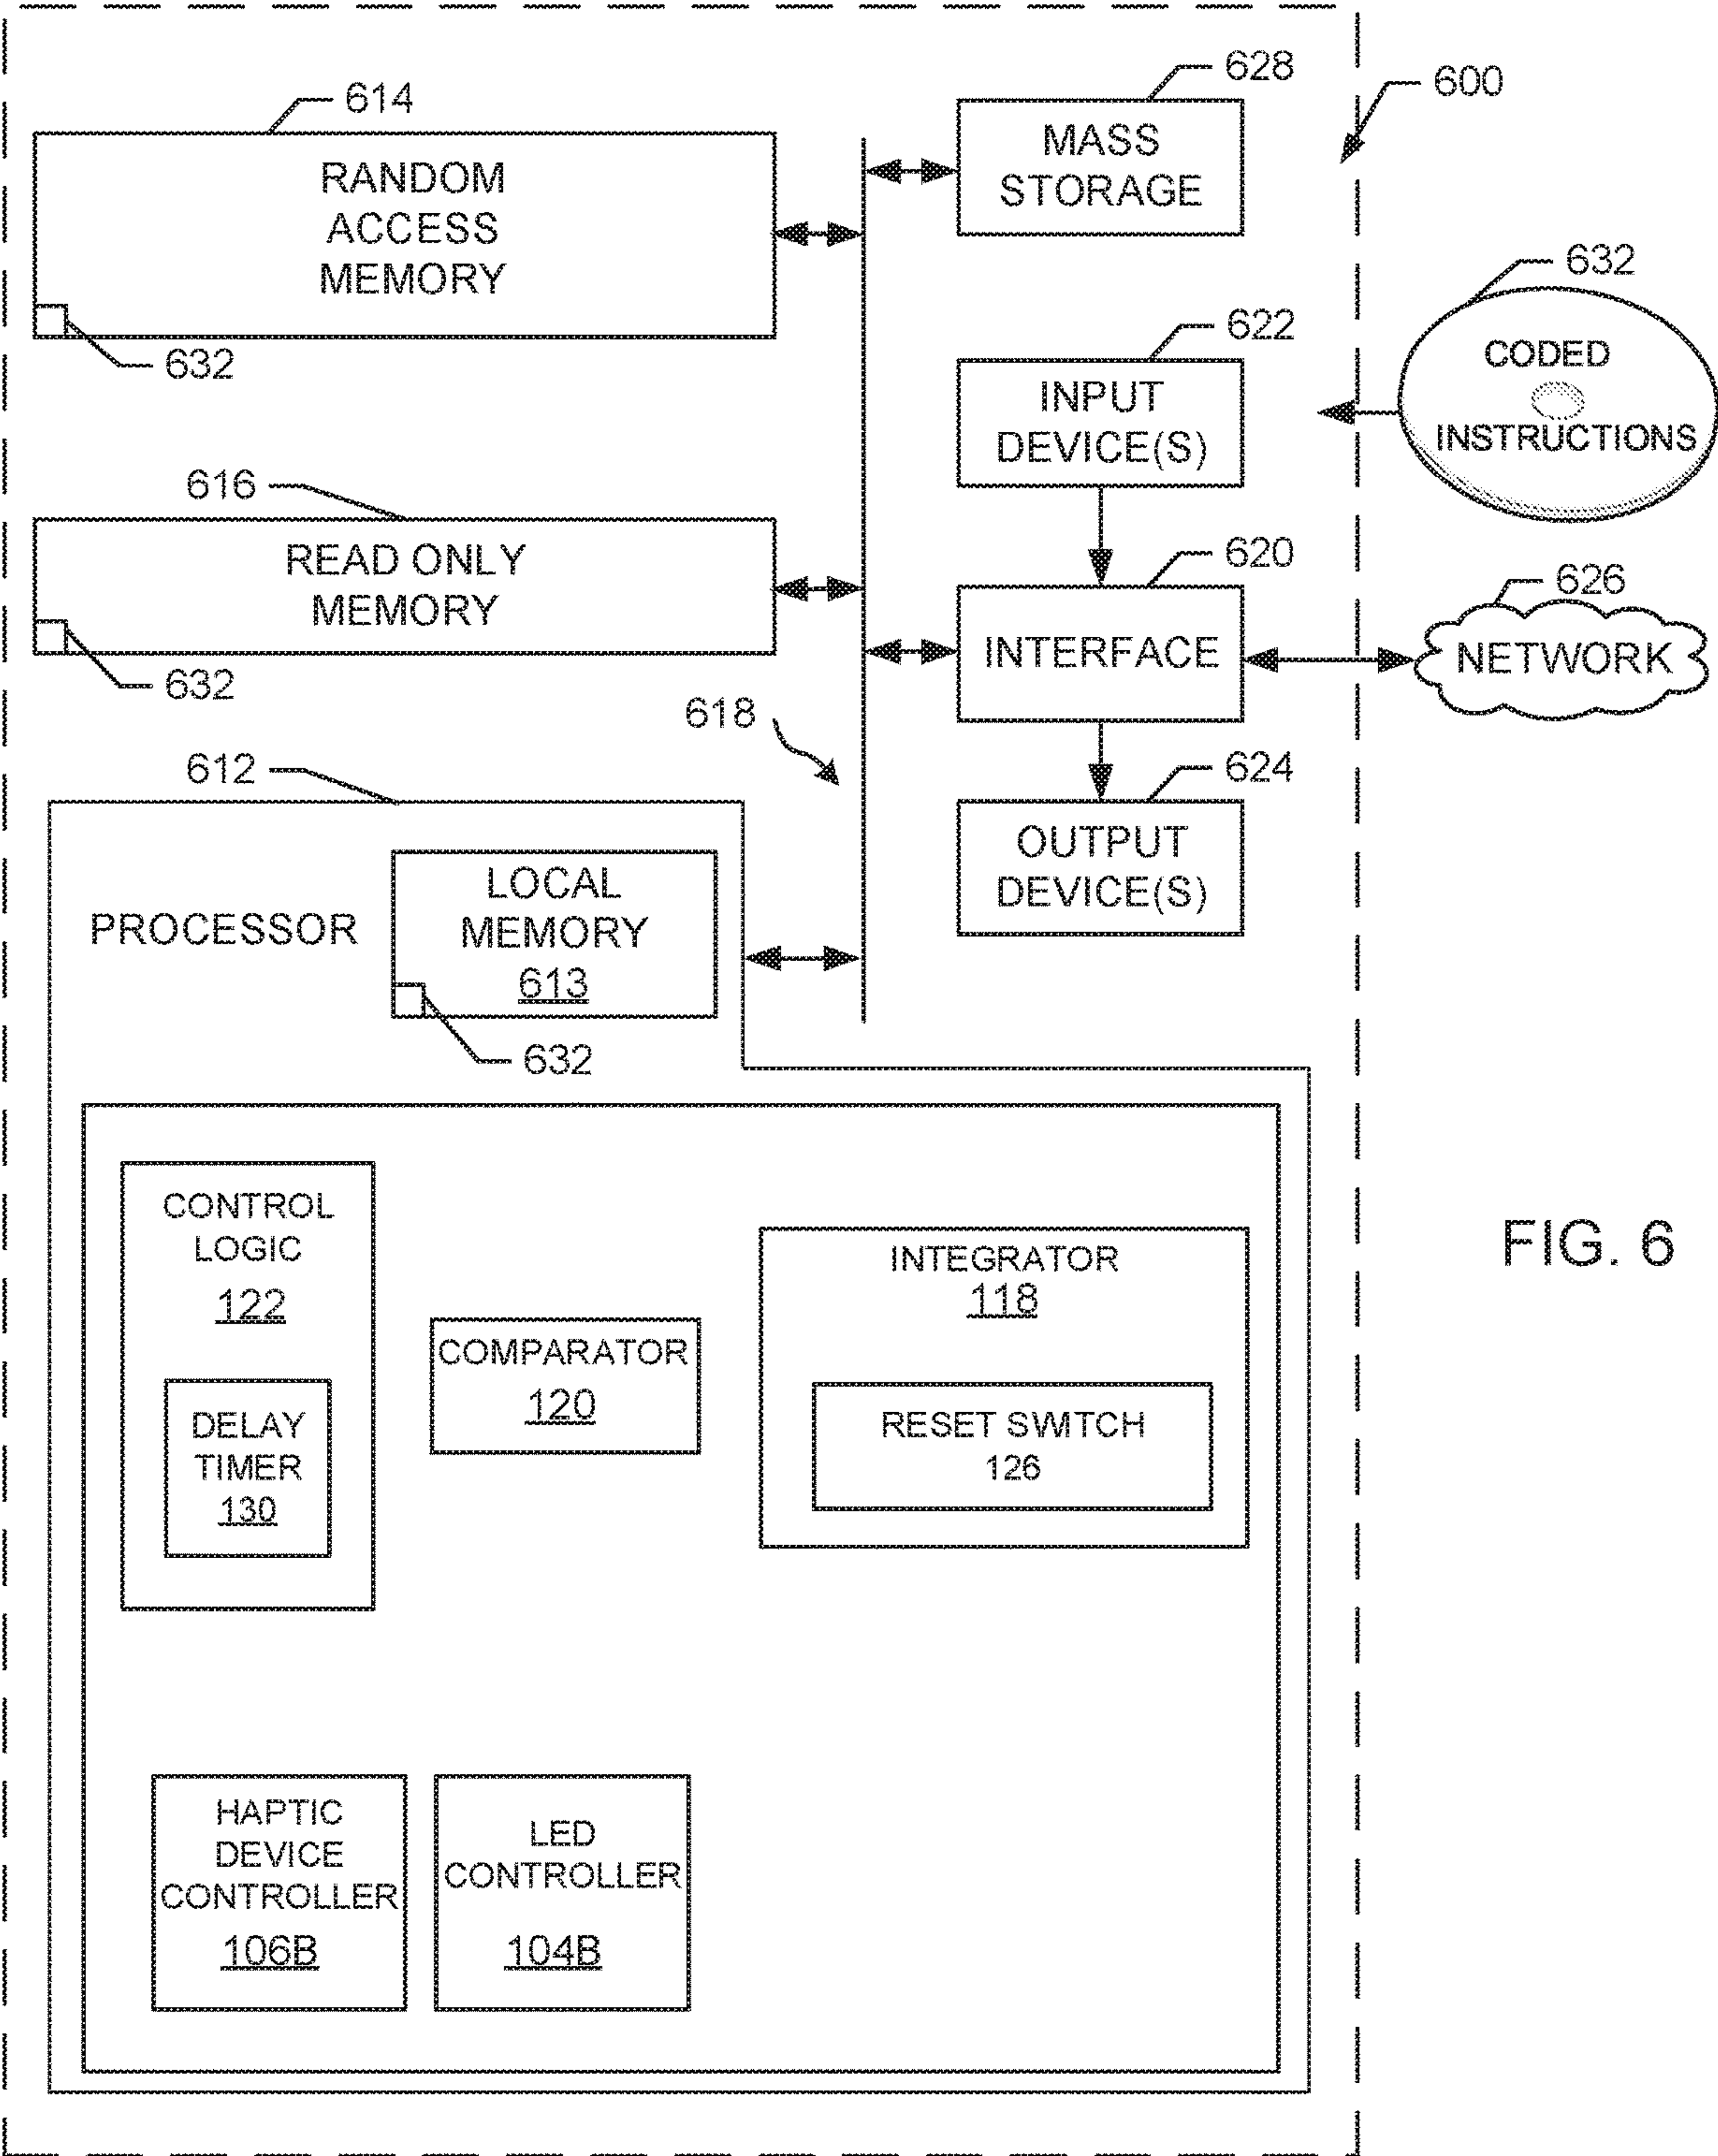 614
RANDOM
ACCESS
MEMORY
632
628
MASS
STORAGE
600
632
CODED
INSTRUCTIONS
622
INPUT
DEVICE(S)
616
READ ONLY
MEMORY
632
620
INTERFACE
626
NETWORK
618
624
OUTPUT
DEVICE(S)
612
PROCESSOR
LOCAL
MEMORY
613
632
CONTROL
LOGIC
122
DELAY
TIMER
130
COMPARATOR
120
INTEGRATOR
118
RESET SWITCH
126
FIG. 6
HAPTIC
DEVICE
CONTROLLER
106B
LED
CONTROLLER
104B